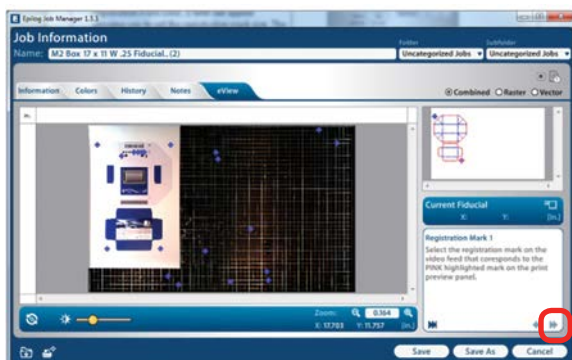 Epilog Job Manager 1.3.1
Job Information
Name: M2 Box 17 x 11 W .25 Fiducial.,(2)
Folder
Subfolder
Uncategorized Jobs
Uncategorized Jobs
Information Colors History Notes eView
Combined Raster Vector
in.
Current Fiducial
X: Y: [in.]
Registration Mark 1
Select the registration mark on the
video feed that coresponds to the
PINK highlighted mark on the print
preview panel.
Zoom: 0.364
X: 17.703 Y: 11.757 [in.]
Save Save As Cancel